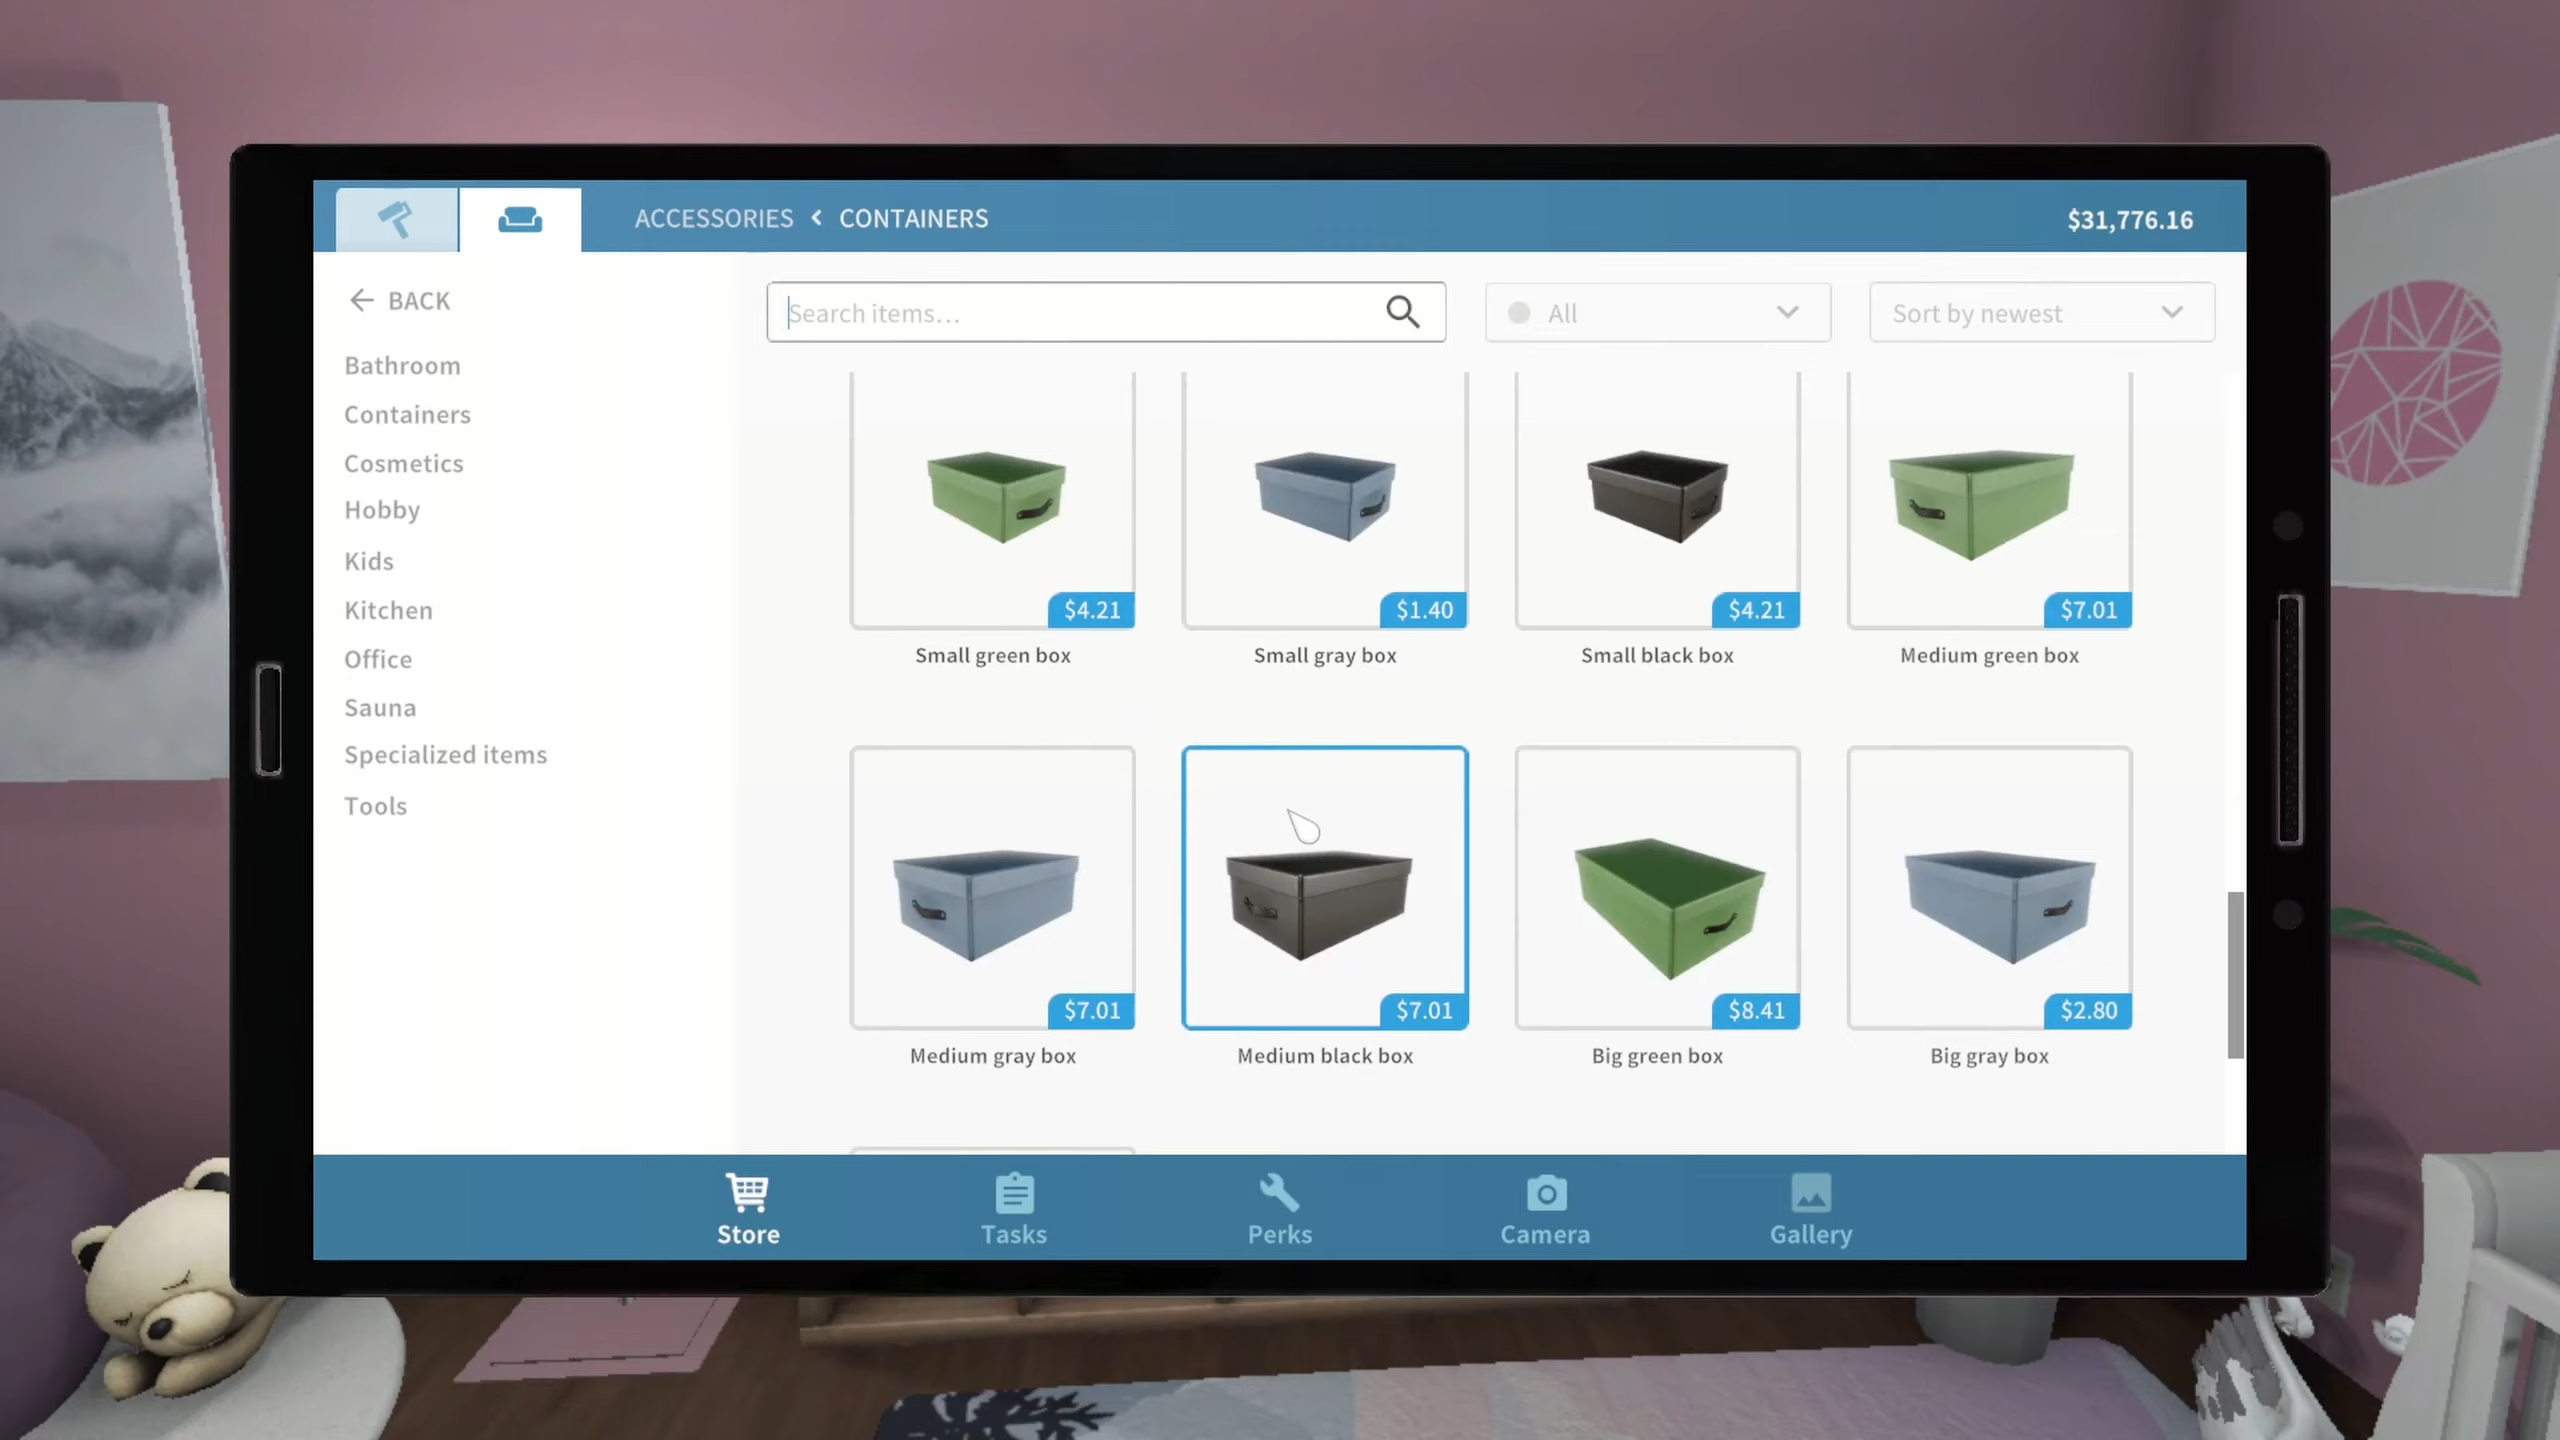 ACCESSORIES < CONTAINERS
$31,776.16
BACK
Bathroom
Containers
Cosmetics
Hobby
Kids
Kitchen
Office
Sauna
Specialized items
Tools
Search items...
All
Sort by newest
$4.21
$1.40
$4.21
$7.01
Small green box
Small gray box
Small black box
Medium green box
$7.01
$7.01
$8.41
$2.80
Medium gray box
Medium black box
Big green box
Big gray box
Store
Tasks
Perks
Camera
Gallery